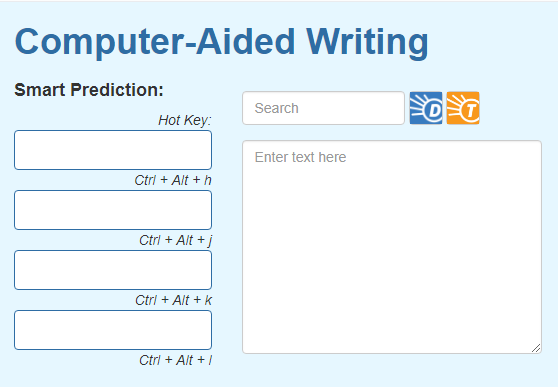 Computer-Aided Writing
Smart Prediction:
Hot Key:
Ctrl + Alt + h
Ctrl + Alt + j
Ctrl + Alt + k
Ctrl + Alt + l
Search
D
T
Enter text here